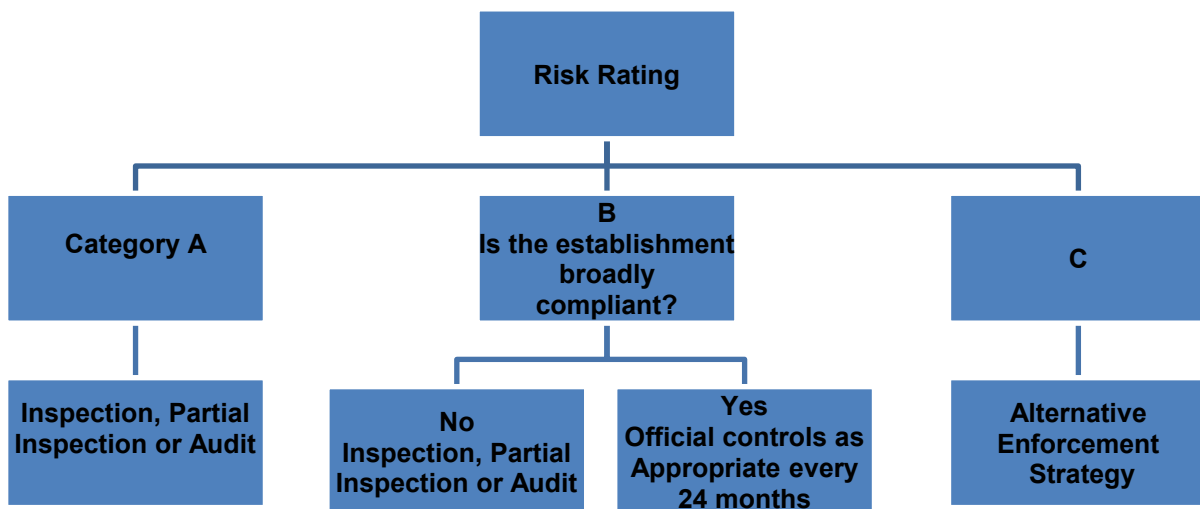 Risk Rating
Category A
B
Is the establishment
broadly
compliant?
C
Inspection, Partial
Inspection or Audit
No
Inspection, Partial
Inspection or Audit
Yes
Official controls as
Appropriate every
24 months
Alternative
Enforcement
Strategy